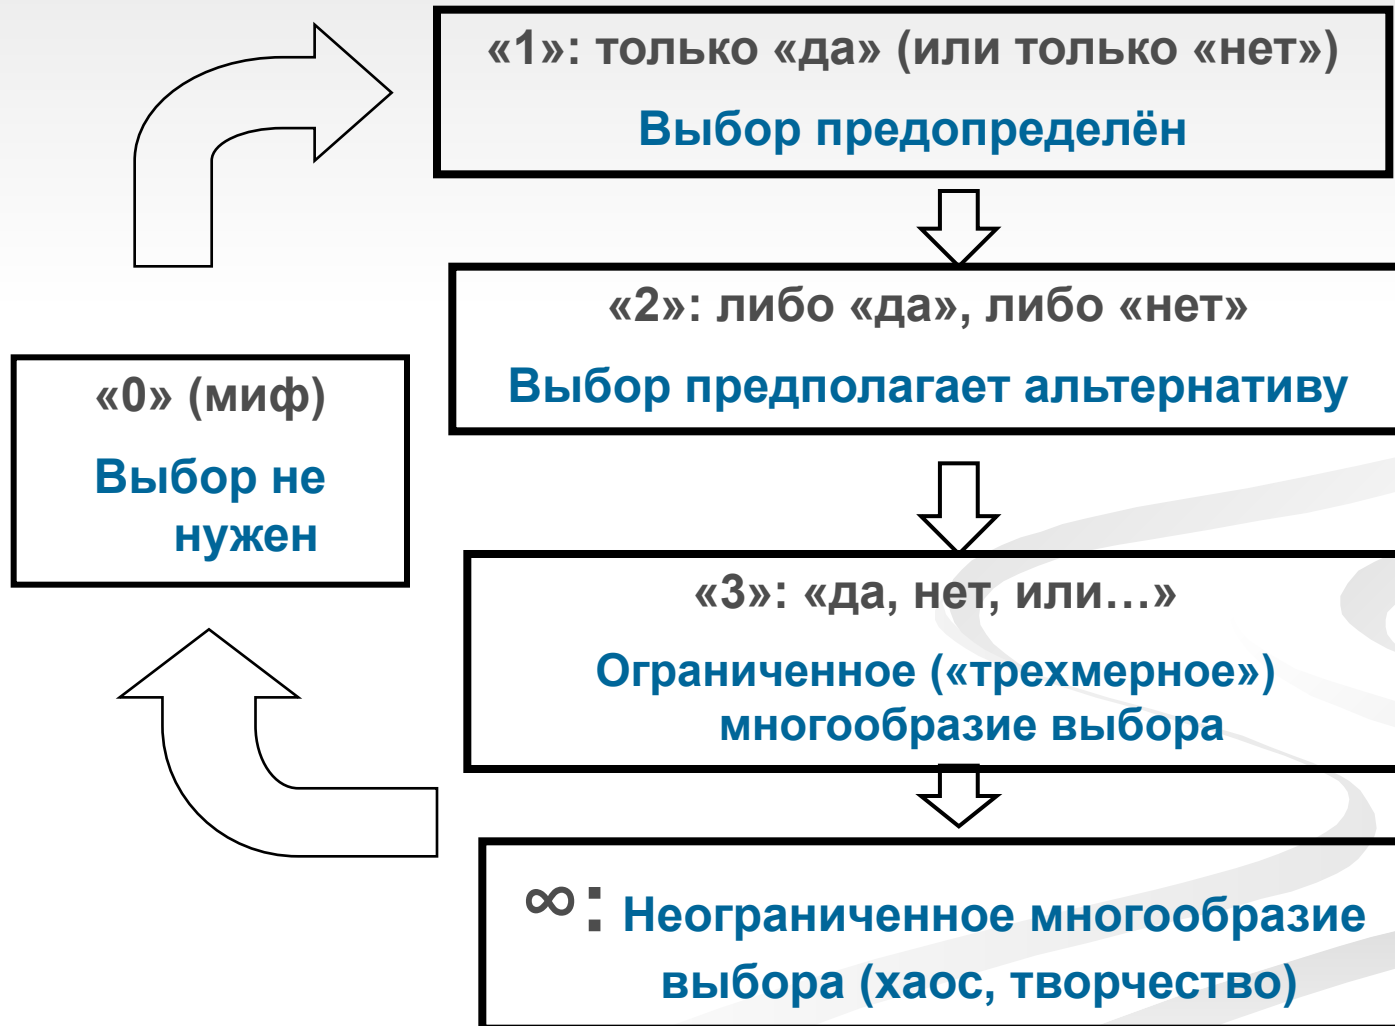 «1»: только «да» (или только «нет»)
Выбор предопределён
«2»: либо «да», либо «нет»
Выбор предполагает альтернативу
«0» (миф)
Выбор не
нужен
«3»: «да, нет, или…»
Ограниченное («трехмерное»)
многообразие выбора
∞: Неограниченное многообразие
выбора (хаос, творчество)